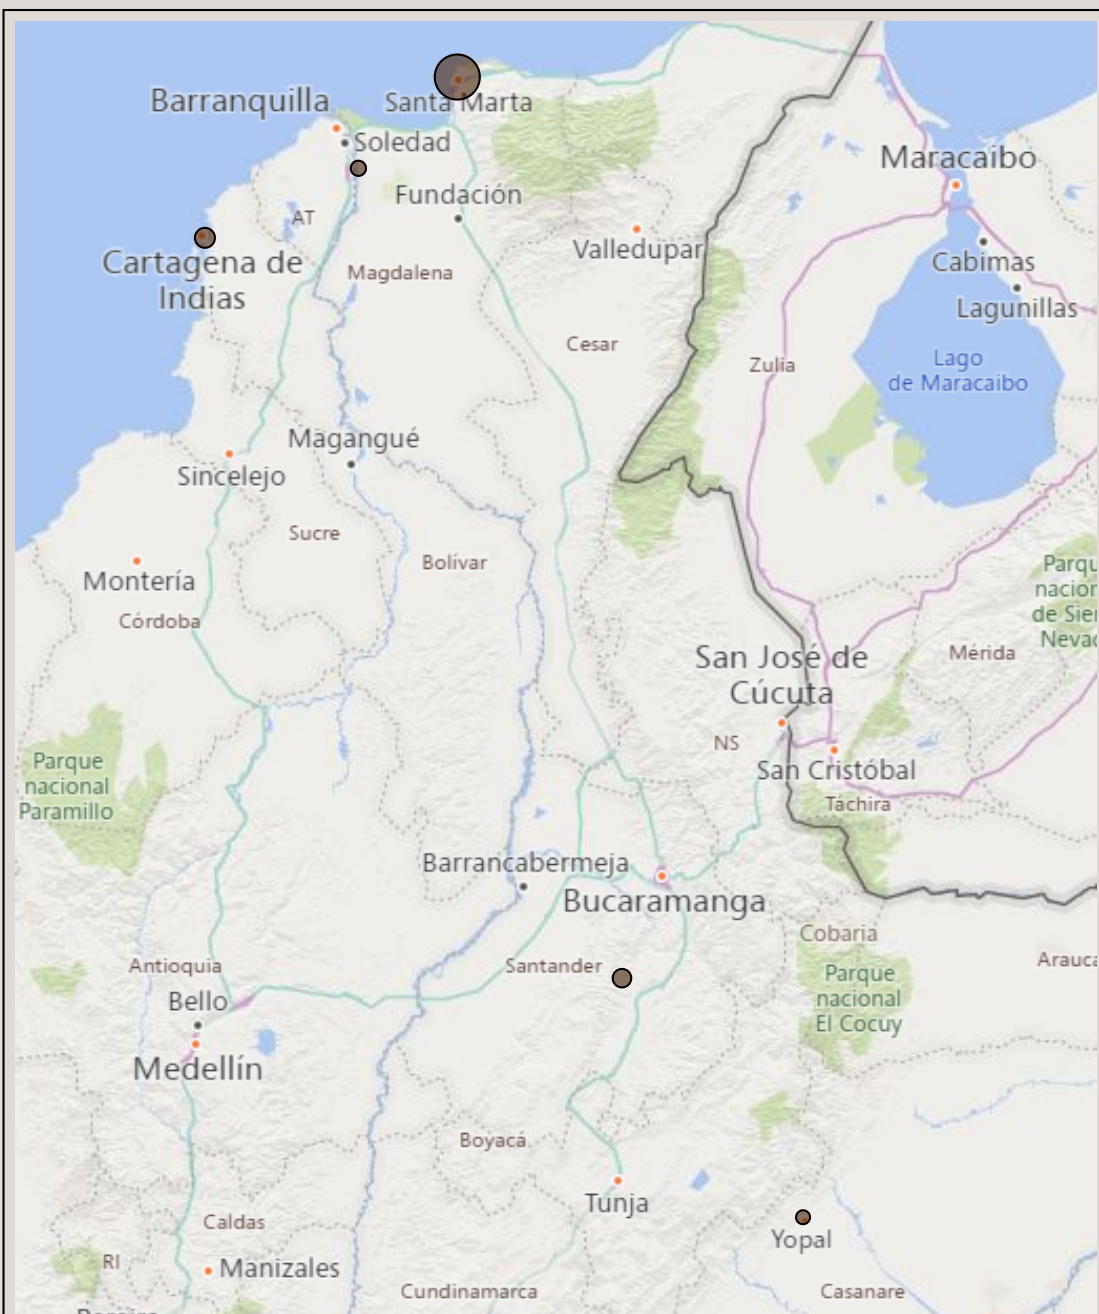 Santa Marta
Barranquilla
Soledad
Maracaibo
Fundación
AT
Valledupar
Cabimas
Cartagena de
Indias
Magdalena
Lagunillas
Cesar
Zulia
Lago
de Maracaibo
Magangué
Sincelejo
Sucre
Bolívar
Montería
Córdoba
San José de
Cúcuta
Mérida
NS
San Cristóbal
Táchira
Parque
nacional
Paramillo
Barrancabermeja
Bucaramanga
Cobaria
Antioquia
Santander
Parque
nacional
El Cocuy
Bello
Medellín
Boyacá
Tunja
Yopal
Caldas
RI
Manizales
Cundinamarca
Casanare